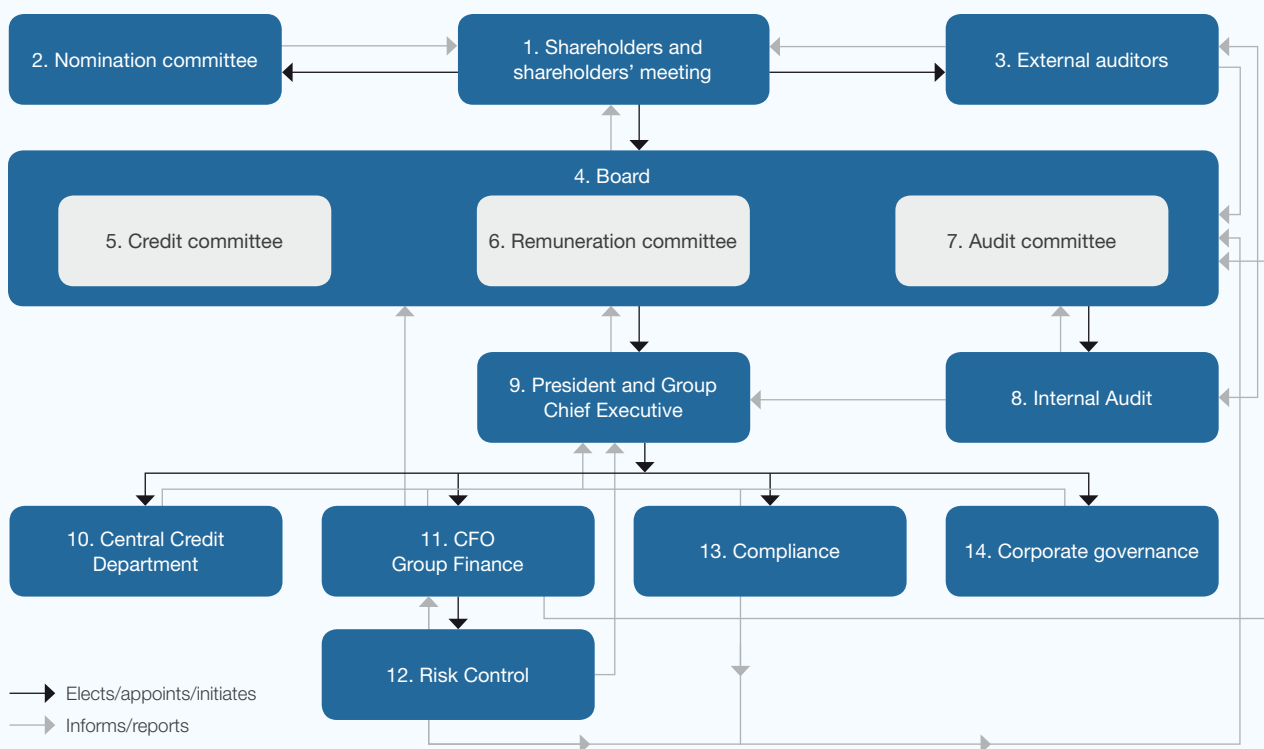 2. Nomination committee
1. Shareholders and
shareholders’ meeting
3. External auditors
4. Board
5. Credit committee
6. Remuneration committee
7. Audit committee
9. President and Group
Chief Executive
8. Internal Audit
10. Central Credit
Department
11. CFO
Group Finance
13. Compliance
14. Corporate governance
12. Risk Control
Elects/appoints/initiates
Informs/reports